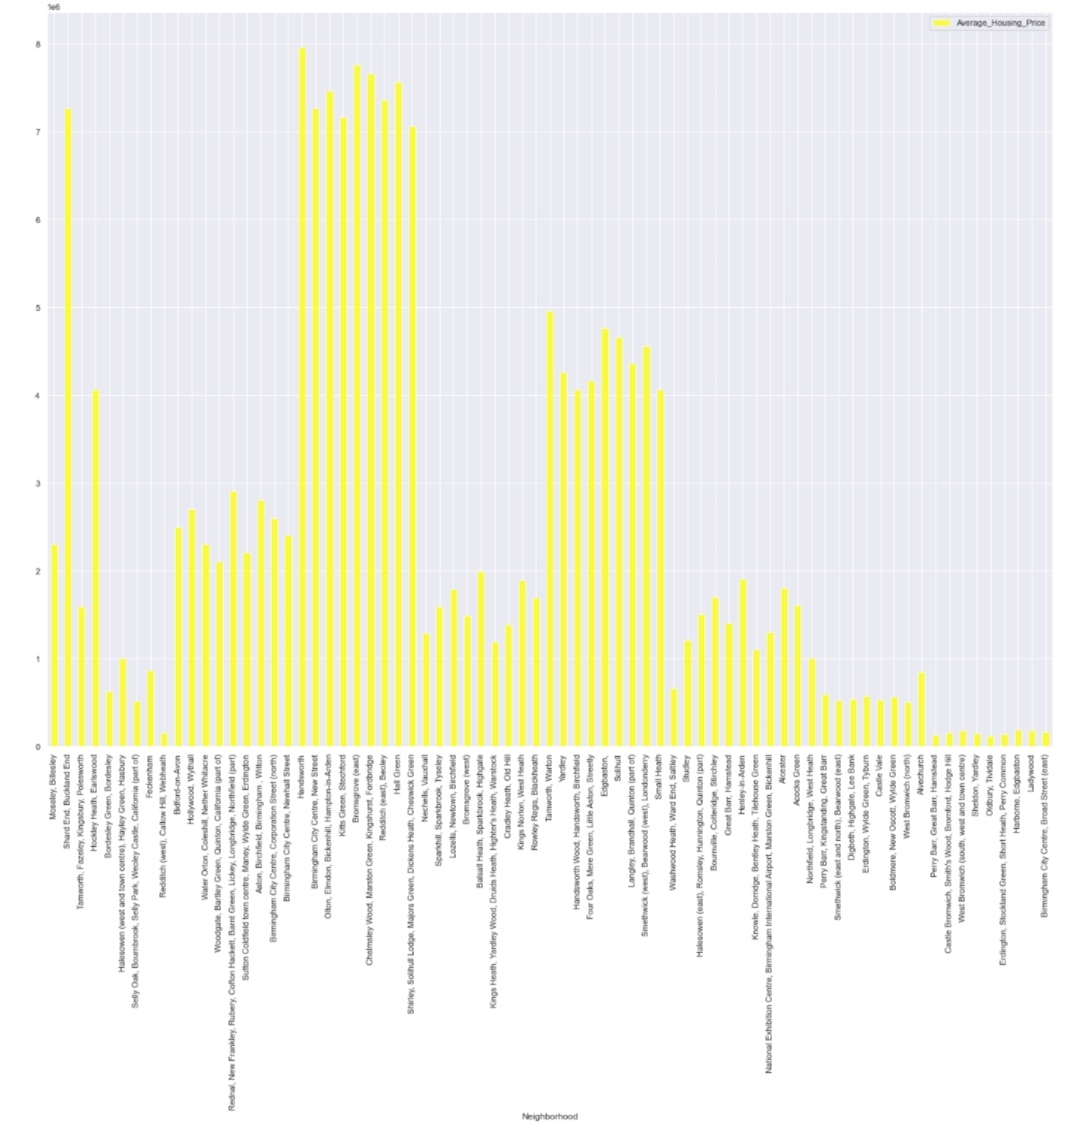 1e6
Average_Housing_Price
8
7
6
5
4
3
2
1
0
Moseley, Billesley
Shard End, Buckland End
Tamworth, Fazeley, Kingsbury, Polesworth
Hockley Heath, Earlswood
Bordesley Green, Bordesley
Halesowen (west and town centre), Hayley Green, Hasbury
Selly Oak, Bournbrook, Selly Park, Weoley Castle, California (part of)
Feckenham
Redditch (west), Callow Hill, Webheath
Bidford-on-Avon
Hollywood, Wythall
Water Orton, Coleshill, Nether Whitacre
Woodgate, Bartley Green, Quinton, California (part of)
Rednal, New Frankley, Rubery, Cofton Hackett, Barnt Green, Lickey, Longbridge, Northfield (part)
Sutton Coldfield town centre, Maney, Wylde Green, Erdington
Aston, Birchfield, Birmingham , Witton
Birmingham City Centre, Corporation Street (north)
Birmingham City Centre, Newhall Street
Handsworth
Birmingham City Centre, New Street
Olton, Elmdon, Bickenhill, Hampton-in-Arden
Kitts Green, Stechford
Bromsgrove (east)
Chelmsley Wood, Marston Green, Kingshurst, Fordbridge
Redditch (east), Beoley
Hall Green
Shirley, Solihull Lodge, Majors Green, Dickens Heath, Cheswick Green
Nechells, Vauxhall
Sparkhill, Sparkbrook, Tyseley
Lozells, Newtown, Birchfield
Bromsgrove (west)
Balsall Heath, Sparkbrook, Highgate
Kings Heath, Yardley Wood, Druids Heath, Highter's Heath, Warstock
Cradley Heath, Old Hill
Kings Norton, West Heath
Rowley Regis, Blackheath
Tamworth, Warton
Yardley
Handsworth Wood, Handsworth, Birchfield
Four Oaks, Mere Green, Little Aston, Streetly
Edgbaston,
Solihull
Langley, Brandhall, Quinton (part of)
Smethwick (west), Bearwood (west), Londonderry
Small Heath
Washwood Heath, Ward End, Saltley
Studley
Halesowen (east), Romsley, Hunnington, Quinton (part)
Bournville, Cotteridge, Stirchley
Great Barr, Hamstead
Henley-in-Arden
Knowle, Dorridge, Bentley Heath, Tilehouse Green
National Exhibition Centre, Birmingham International Airport, Marston Green, Bickenhill
Alcester
Acocks Green
Northfield, Longbridge, West Heath
Perry Barr, Kingstanding, Great Barr
Smethwick (east and north), Bearwood (east)
Digbeth, Highgate, Lee Bank
Erdington, Wylde Green, Tyburn
Castle Vale
Boldmere, New Oscott, Wylde Green
West Bromwich (north)
Alvechurch
Perry Barr, Great Barr, Hamstead
Castle Bromwich, Smith's Wood, Bromford, Hodge Hill
West Bromwich (south, west and town centre)
Sheldon, Yardley
Oldbury, Tividale
Erdington, Stockland Green, Short Heath, Perry Common
Harborne, Edgbaston
Ladywood
Birmingham City Centre, Broad Street (east)
Neighborhood